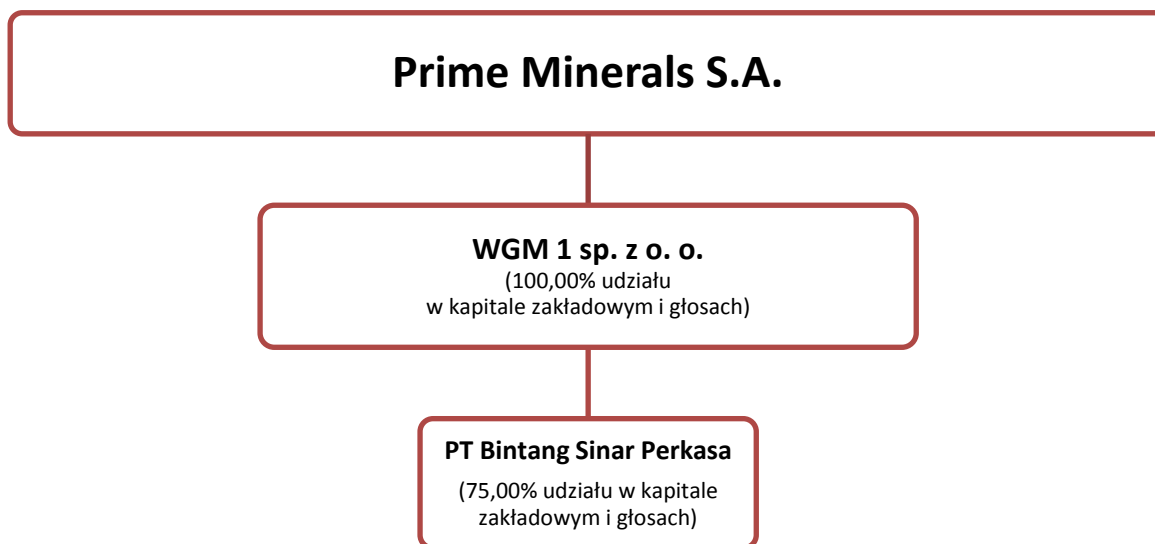 Prime Minerals S.A.
WGM 1 sp. z o. o.
(100,00% udziału
w kapitale zakładowym i głosach)
PT Bintang Sinar Perkasa
(75,00% udziału w kapitale
zakładowym i głosach)